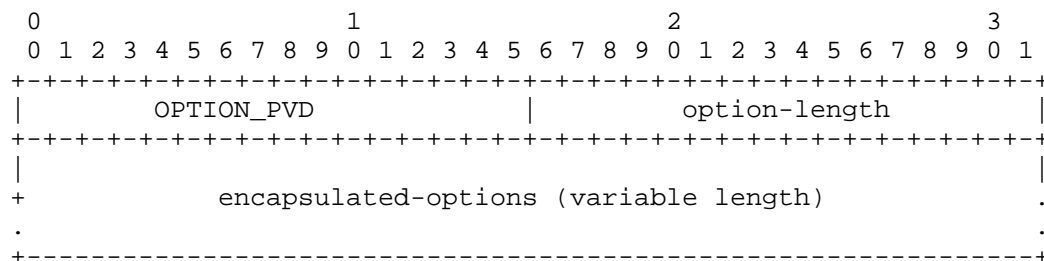 0                   1                   2                   3
 0 1 2 3 4 5 6 7 8 9 0 1 2 3 4 5 6 7 8 9 0 1 2 3 4 5 6 7 8 9 0 1
+-+-+-+-+-+-+-+-+-+-+-+-+-+-+-+-+-+-+-+-+-+-+-+-+-+-+-+-+-+-+-+-+
|        OPTION_PVD             |         option-length         |
+-+-+-+-+-+-+-+-+-+-+-+-+-+-+-+-+-+-+-+-+-+-+-+-+-+-+-+-+-+-+-+-+
|                                                               |
+            encapsulated-options (variable length)             .
.                                                               .
+---------------------------------------------------------------+